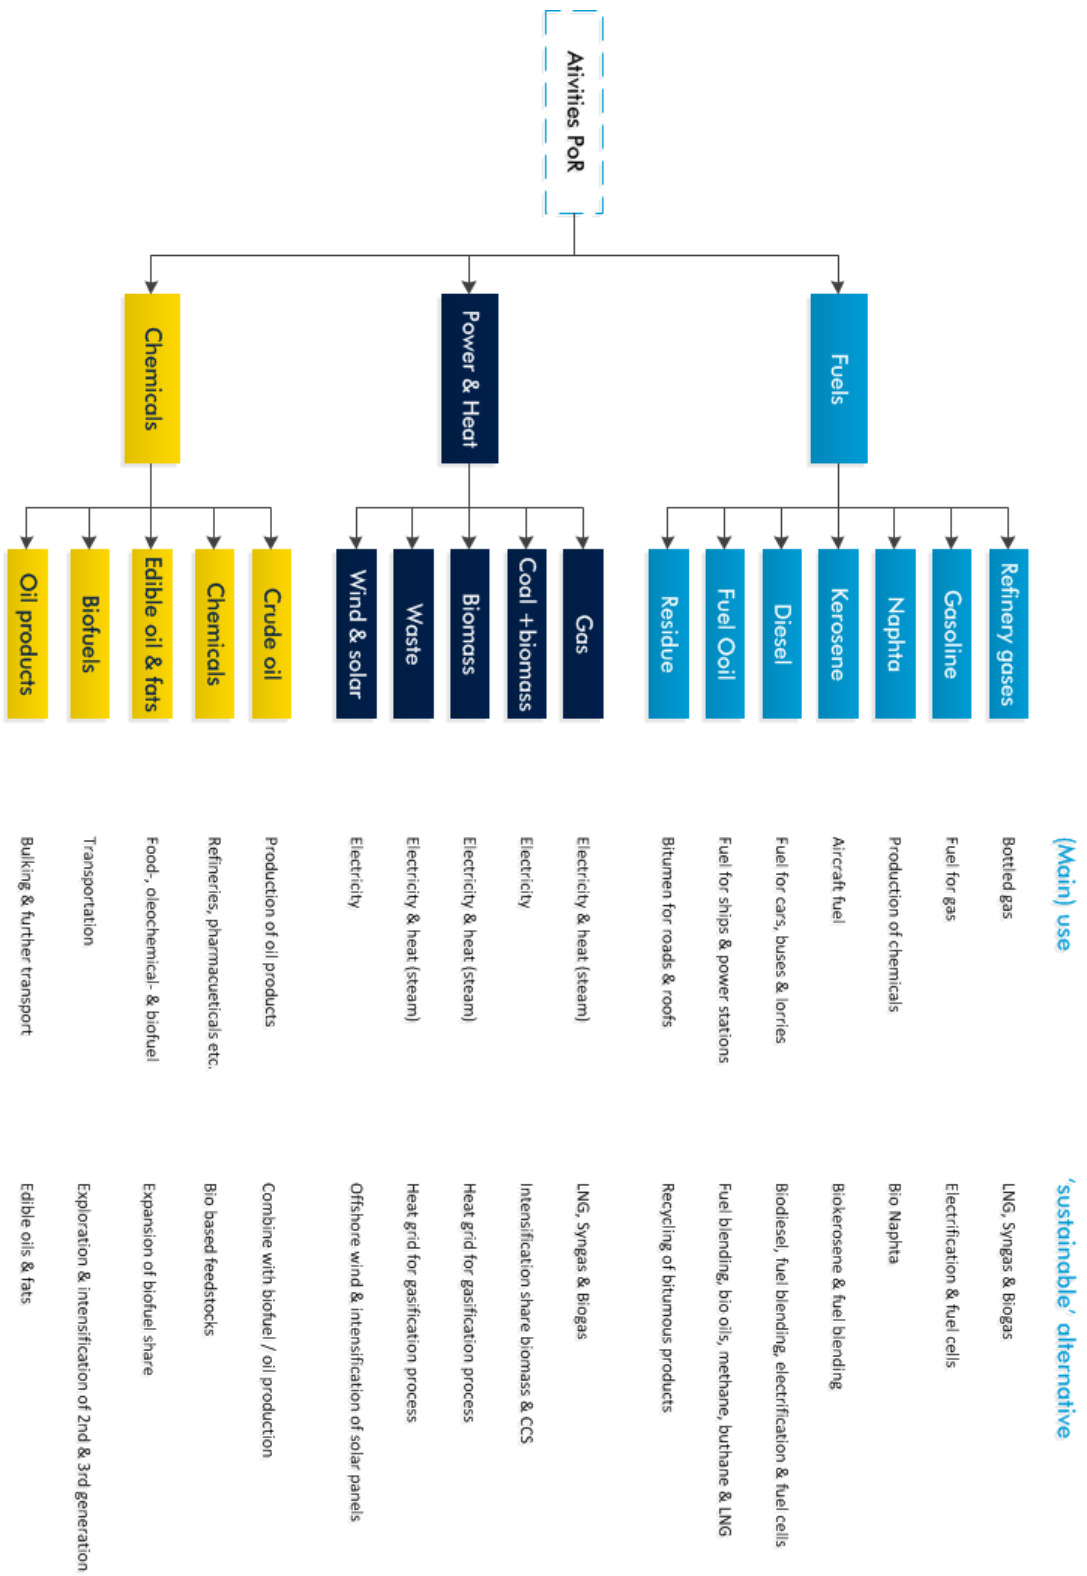 Ativities PoR
(Main) use
'sustainable' alternative
Fuels
Refinery gases
Bottled gas
LNG, Syngas & Biogas
Gasoline
Fuel for gas
Electrification & fuel cells
Naphta
Production of chemicals
Bio Naphta
Kerosene
Aircraft fuel
Biokerosene & fuel blending
Diesel
Fuel for cars, buses & lorries
Biodiesel, fuel blending, electrification & fuel cells
Fuel Ooil
Fuel for ships & power stations
Fuel blending, bio oils, methane, buthane & LNG
Residue
Bitumen for roads & roofs
Recycling of bitumous products
Power & Heat
Gas
Electricity & heat (steam)
LNG, Syngas & Biogas
Coal +biomass
Electricity
Intensification share biomass & CCS
Biomass
Electricity & heat (steam)
Heat grid for gasification process
Waste
Electricity & heat (steam)
Heat grid for gasification process
Wind & solar
Electricity
Offshore wind & intensification of solar panels
Chemicals
Crude oil
Production of oil products
Combine with biofuel / oil production
Chemicals
Refineries, pharmacueticals etc.
Bio based feedstocks
Edible oil & fats
Food-, oleochemical- & biofuel
Expansion of biofuel share
Biofuels
Transportation
Exploration & intensification of 2nd & 3rd generation
Oil products
Bulking & further transport
Edible oils & fats